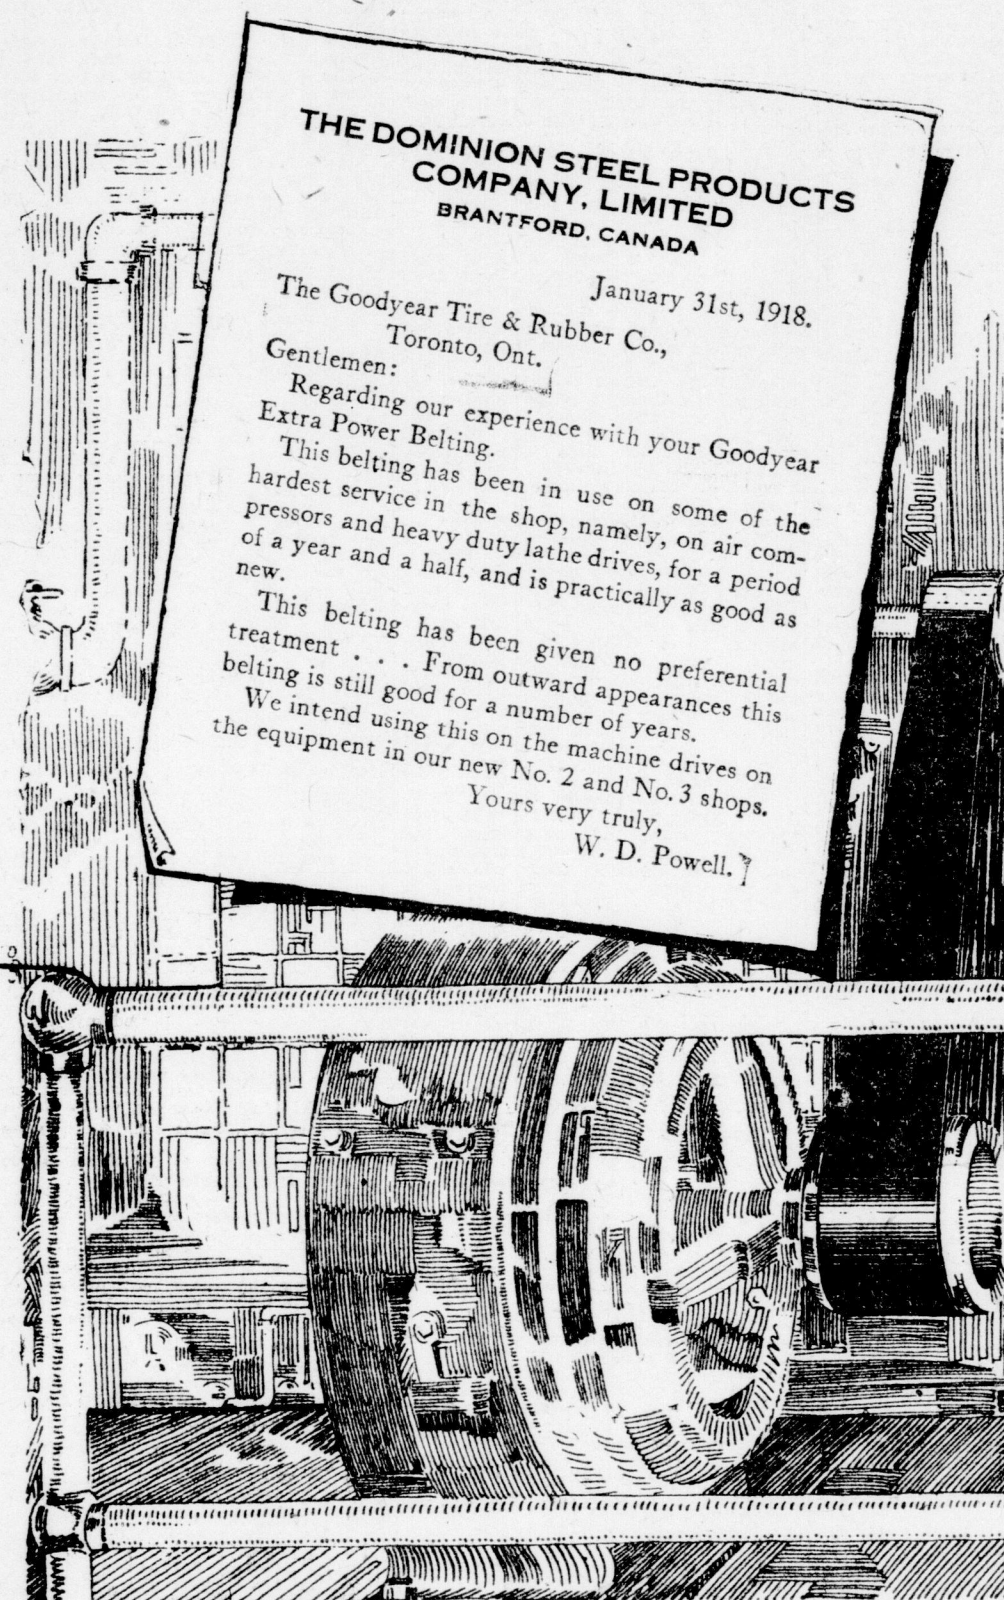 THE DOMINION STEEL PRODUCTS
COMPANY, LIMITED
BRANTFORD, CANADA
January 31st, 1918.
The Goodyear Tire & Rubber Co.,
Toronto, Ont.
Gentlemen:
Regarding our experience with your Goodyear
Extra Power Belting.
This belting has been in use on some of the
hardest service in the shop, namely, on air com-
pressors and heavy duty lathe drives, for a period
of a year and a half, and is practically as good as
new.
This belting has been given no preferential
treatment . . . From outward appearances this
belting is still good for a number of years.
We intend using this on the machine drives on
the equipment in our new No. 2 and No. 3 shops.
Yours very truly,
W. D. Powell.